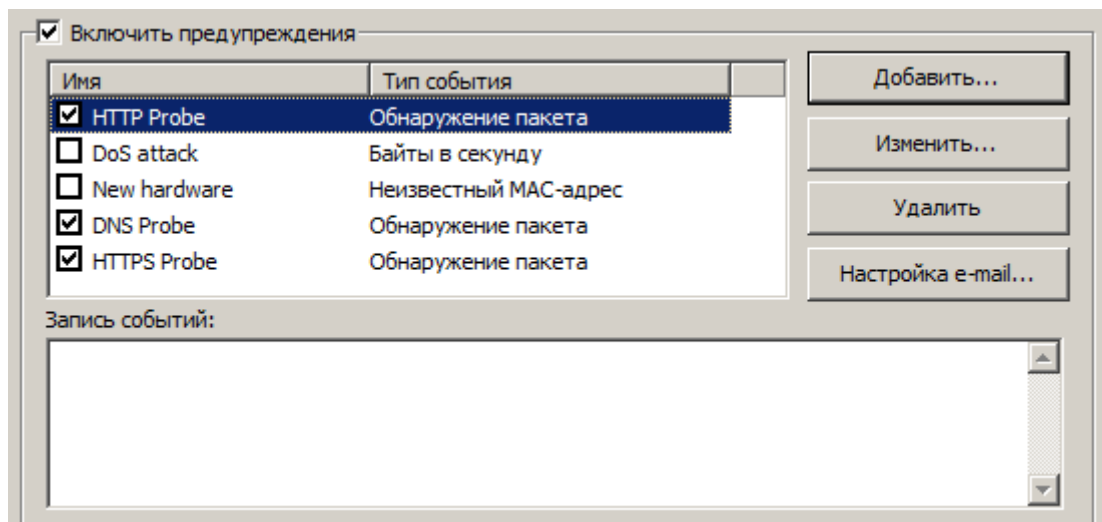 Включить предупреждения
Имя Тип события
HTTP Probe Обнаружение пакета
DoS attack Байты в секунду
New hardware Неизвестный MAC-адрес
DNS Probe Обнаружение пакета
HTTPS Probe Обнаружение пакета
Добавить...
Изменить...
Удалить
Настройка e-mail...
Запись событий: